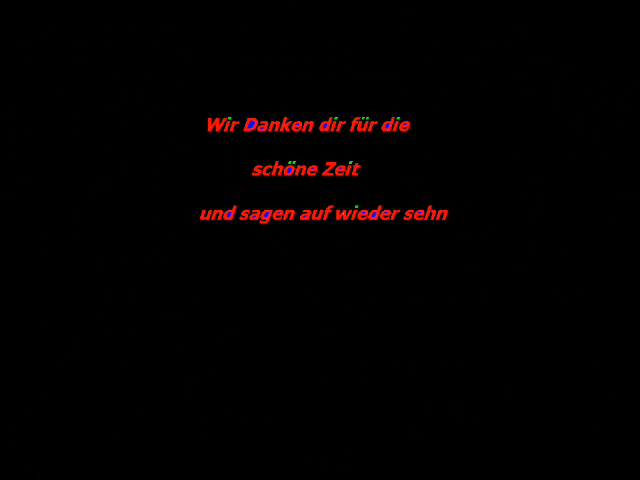 Wir Danken dir für die
schöne Zeit
und sagen auf wieder sehn